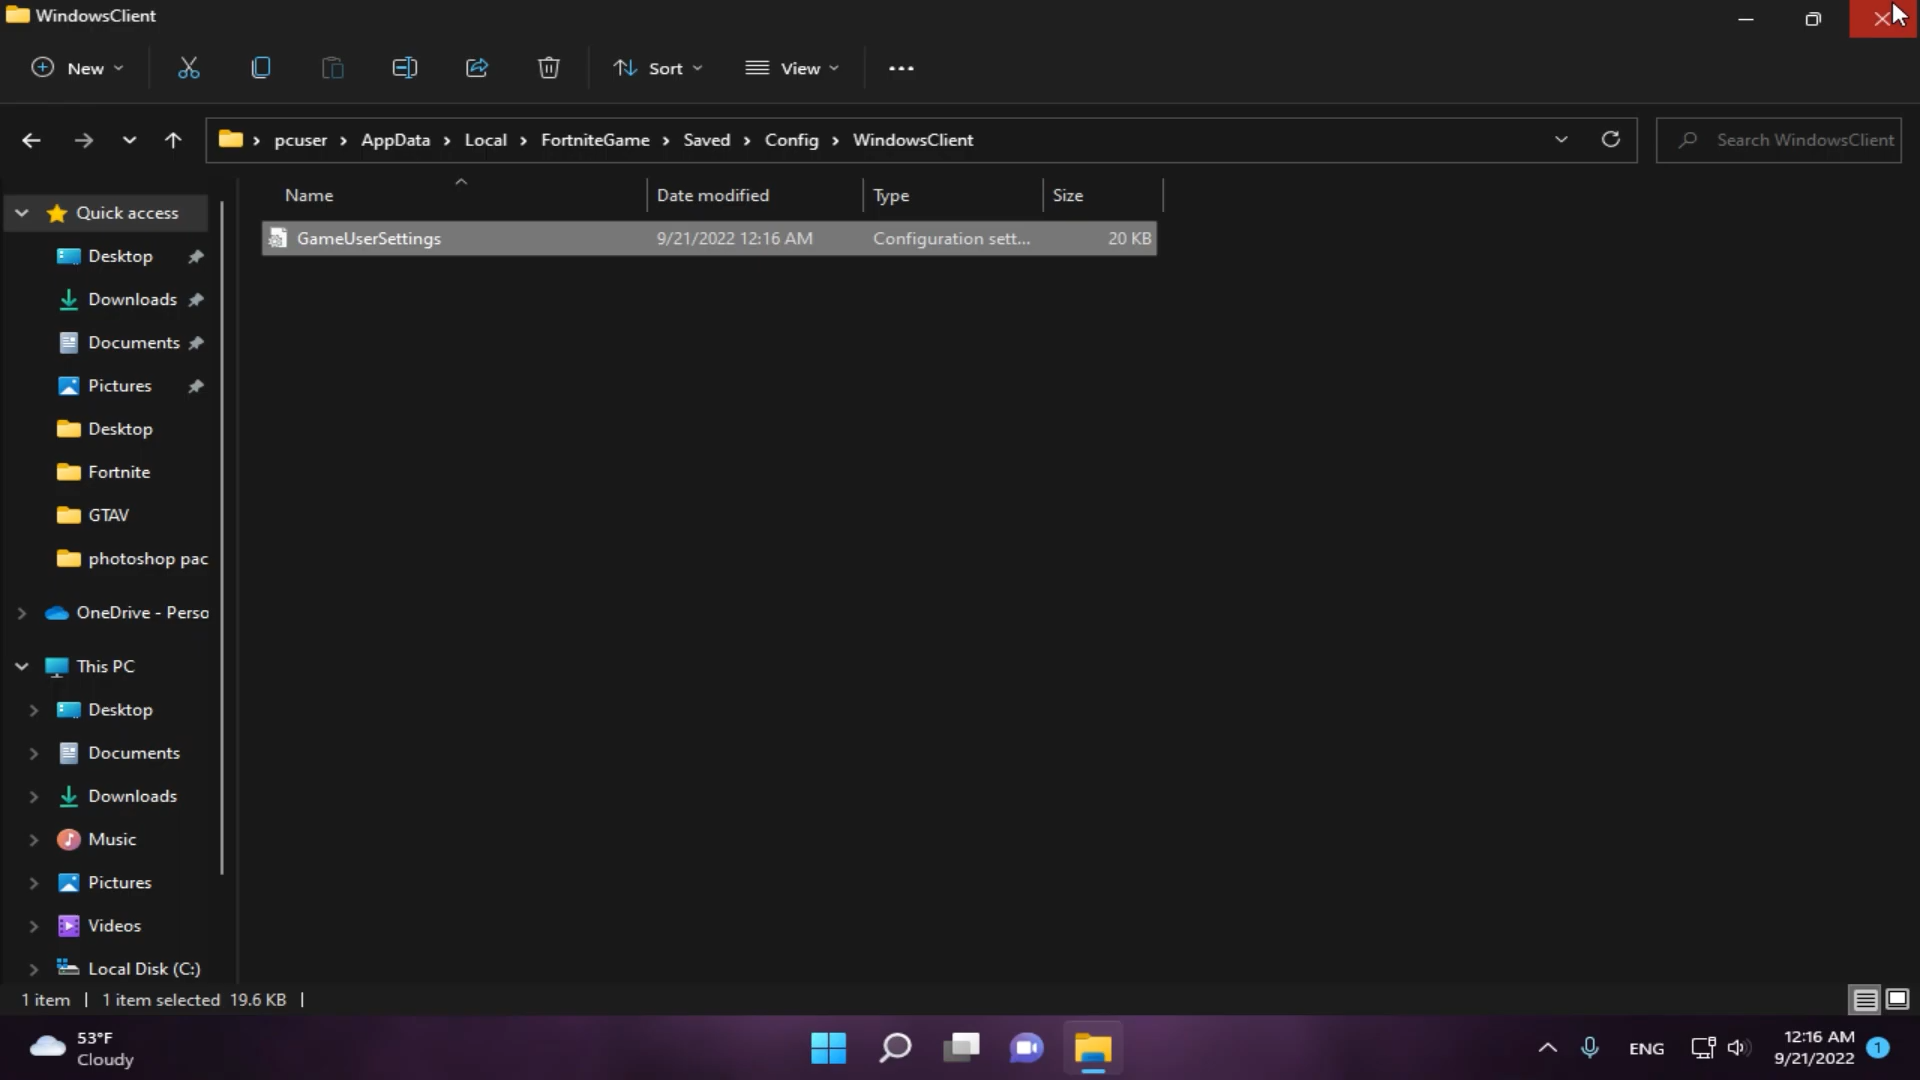 WindowsClient
New
Sort
View
pcuser > AppData > Local > FortniteGame > Saved > Config > WindowsClient
Search WindowsClient
Name
Date modified
Type
Size
GameUserSettings
9/21/2022 12:16 AM
Configuration sett...
20 KB
Quick access
Desktop
Downloads
Documents
Pictures
Desktop
Fortnite
GTAV
photoshop pac
OneDrive - Perso
This PC
Desktop
Documents
Downloads
Music
Pictures
Videos
Local Disk (C:)
1 item
1 item selected 19.6 KB
53°F
Cloudy
ENG
12:16 AM
9/21/2022
1